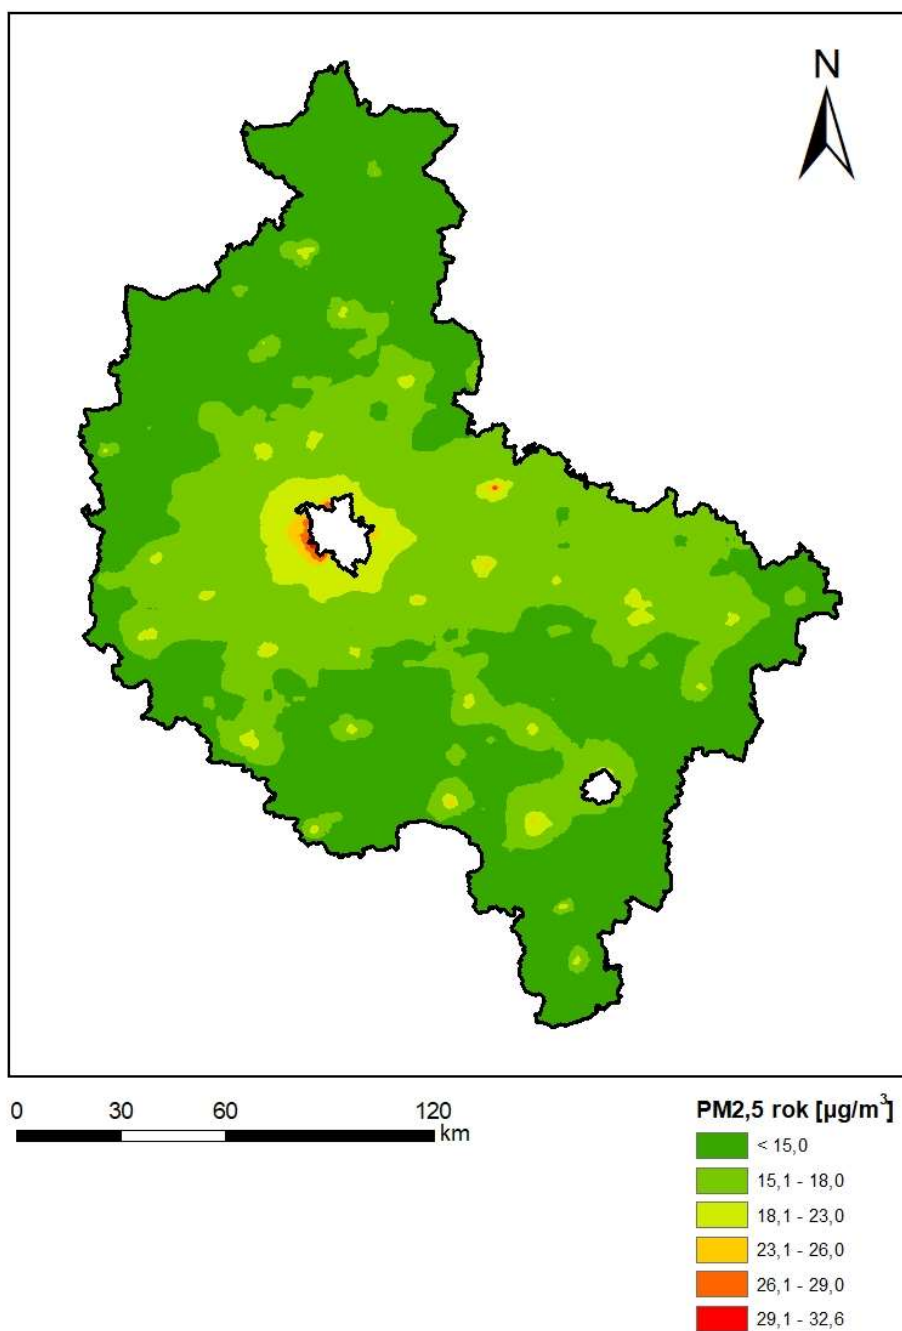 N
0 30 60 120
km
PM2,5 rok [µg/m³]
< 15,0
15,1 - 18,0
18,1 - 23,0
23,1 - 26,0
26,1 - 29,0
29,1 - 32,6